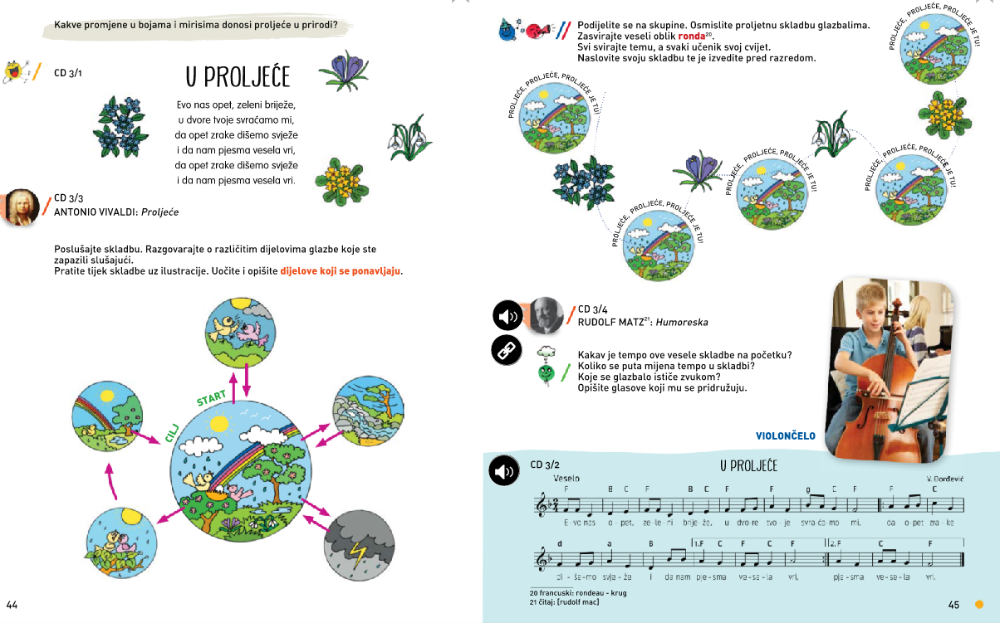 Kakve promjene u bojama i mirisima donosi proljeće u prirodi?
CD 3/1
U PROLJEĆE
Evo nas opet, zeleni briježe,
u dvore tvoje svraćamo mi,
da opet zrake dišemo svježe
i da nam pjesma vesela vri,
da opet zrake dišemo svježe
i da nam pjesma vesela vri.
CD 3/3
ANTONIO VIVALDI: Proljeće
Poslušajte skladbu. Razgovarajte o različitim dijelovima glazbe koje ste
zapazili slušajući.
Pratite tijek skladbe uz ilustracije. Uočite i opišite dijelove koji se ponavljaju.
START
CILJ
44
Podijelite se na skupine. Osmislite proljetnu skladbu glazbalima.
Zasvirajte veseli oblik ronda²⁰.
Svi svirajte temu, a svaki učenik svoj cvijet.
Naslovite svoju skladbu te je izvedite pred razredom.
PROLJEĆE, PROLJEĆE, PROLJEĆE JE TU!
PROLJEĆE, PROLJEĆE, PROLJEĆE JE TU!
PROLJEĆE, PROLJEĆE, PROLJEĆE JE TU!
PROLJEĆE, PROLJEĆE, PROLJEĆE JE TU!
PROLJEĆE, PROLJEĆE, PROLJEĆE JE TU!
CD 3/4
RUDOLF MATZ²¹: Humoreska
Kakav je tempo ove vesele skladbe na početku?
Koliko se puta mijena tempo u skladbi?
Koje se glazbalo ističe zvukom?
Opišite glasove koji mu se pridružuju.
VIOLONČELO
CD 3/2
U PROLJEĆE
Veselo
V. Đorđević
F B C F B C F F g C F F C
E-vo nas o-pet, ze-le-ni brije-že, u dvo-re tvo-je svra-ća-mo mi, da o-pet zra-ke
d a B 1.F C F C F 2.F C F
di-še-mo svje-že i da nam pje-sma ve-se-la vri, pje-sma ve-se-la vri.
20 francuski: rondeau - krug
21 čitaj: [rudolf mac]
45